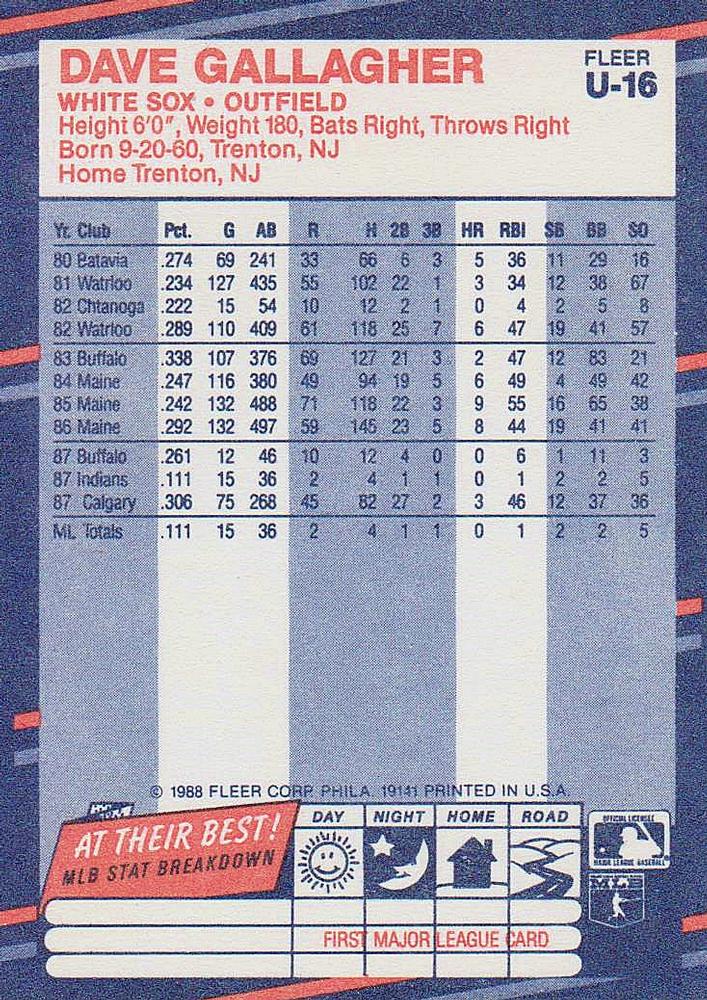 DAVE GALLAGHER
FLEER
U-16
WHITE SOX • OUTFIELD
Height 6'0", Weight 180, Bats Right, Throws Right
Born 9-20-60, Trenton, NJ
Home Trenton, NJ
Yr. Club Pct. G AB R H 2B 3B HR RBI SB BB SO
80 Batavia .274 69 241 33 66 6 3 5 36 11 29 16
81 Watrloo .234 127 435 55 102 22 1 3 34 12 38 67
82 Chtanoga .222 15 54 10 12 2 1 0 4 2 5 8
82 Watrloo .289 110 409 61 118 25 7 6 47 19 41 57
83 Buffalo .338 107 376 69 127 21 3 2 47 12 83 21
84 Maine .247 116 380 49 94 19 5 6 49 4 49 42
85 Maine .242 132 488 71 118 22 3 9 55 16 65 38
86 Maine .292 132 497 59 145 23 5 8 44 19 41 41
87 Buffalo .261 12 46 10 12 4 0 0 6 1 11 3
87 Indians .111 15 36 2 4 1 1 0 1 2 2 5
87 Calgary .306 75 268 45 82 27 2 3 46 12 37 36
ML Totals .111 15 36 2 4 1 1 0 1 2 2 5
© 1988 FLEER CORP. PHILA. 19141 PRINTED IN U.S.A.
AT THEIR BEST!
MLB STAT BREAKDOWN
DAY NIGHT HOME ROAD
OFFICIAL LICENSEE
MAJOR LEAGUE BASEBALL
MLB
FIRST MAJOR LEAGUE CARD